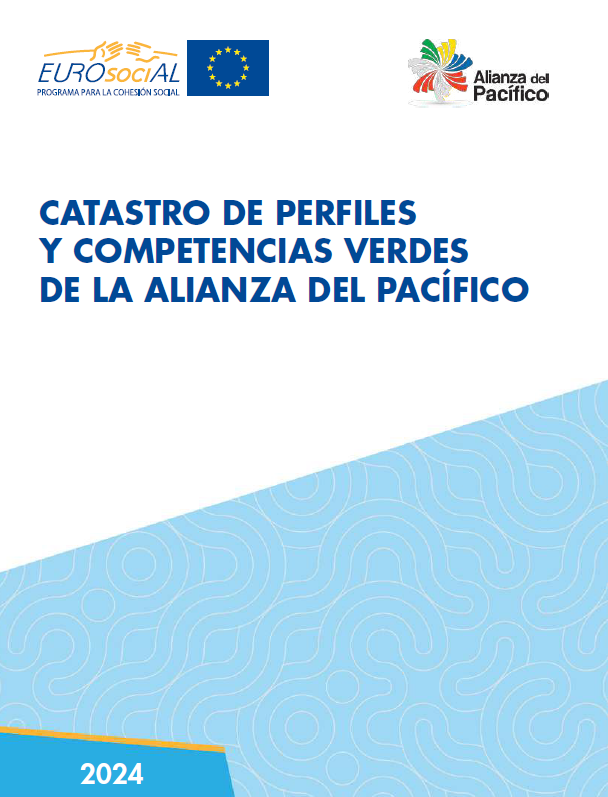 EUROsociAL
PROGRAMA PARA LA COHESIÓN SOCIAL
Alianza del
Pacífico
CATASTRO DE PERFILES
Y COMPETENCIAS VERDES
DE LA ALIANZA DEL PACÍFICO
2024